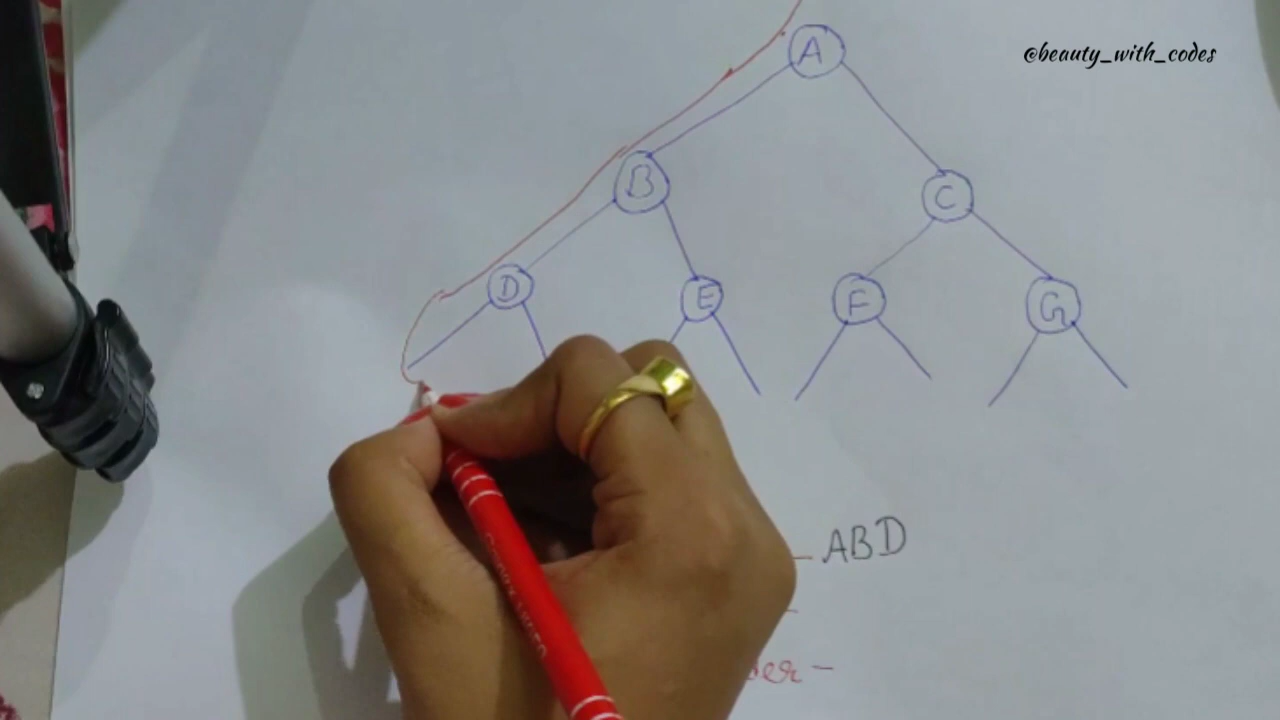 @beauty_with_codes
A
B
C
D
E
F
G
– ABD
–